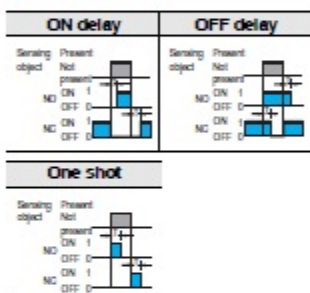 ON delay
OFF delay
Sensing object
Present
Not present
NO ON 1
OFF 0
NC ON 1
OFF 0
Sensing object
Present
Not present
NO ON 1
OFF 0
NC ON 1
OFF 0
One shot
Sensing object
Present
Not present
NO ON 1
OFF 0
NC ON 1
OFF 0